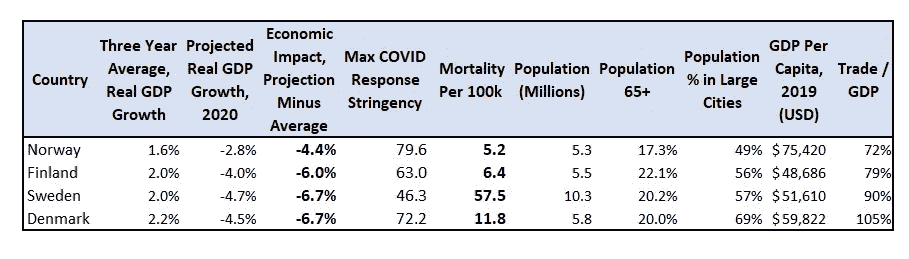 Country Three Year Average, Real GDP Growth Projected Real GDP Growth, 2020 Economic Impact, Projection Minus Average Max COVID Response Stringency Mortality Per 100k Population (Millions) Population 65+ Population % in Large Cities GDP Per Capita, 2019 (USD) Trade / GDP
Norway 1.6% -2.8% -4.4% 79.6 5.2 5.3 17.3% 49% $75,420 72%
Finland 2.0% -4.0% -6.0% 63.0 6.4 5.5 22.1% 56% $48,686 79%
Sweden 2.0% -4.7% -6.7% 46.3 57.5 10.3 20.2% 57% $51,610 90%
Denmark 2.2% -4.5% -6.7% 72.2 11.8 5.8 20.0% 69% $59,822 105%